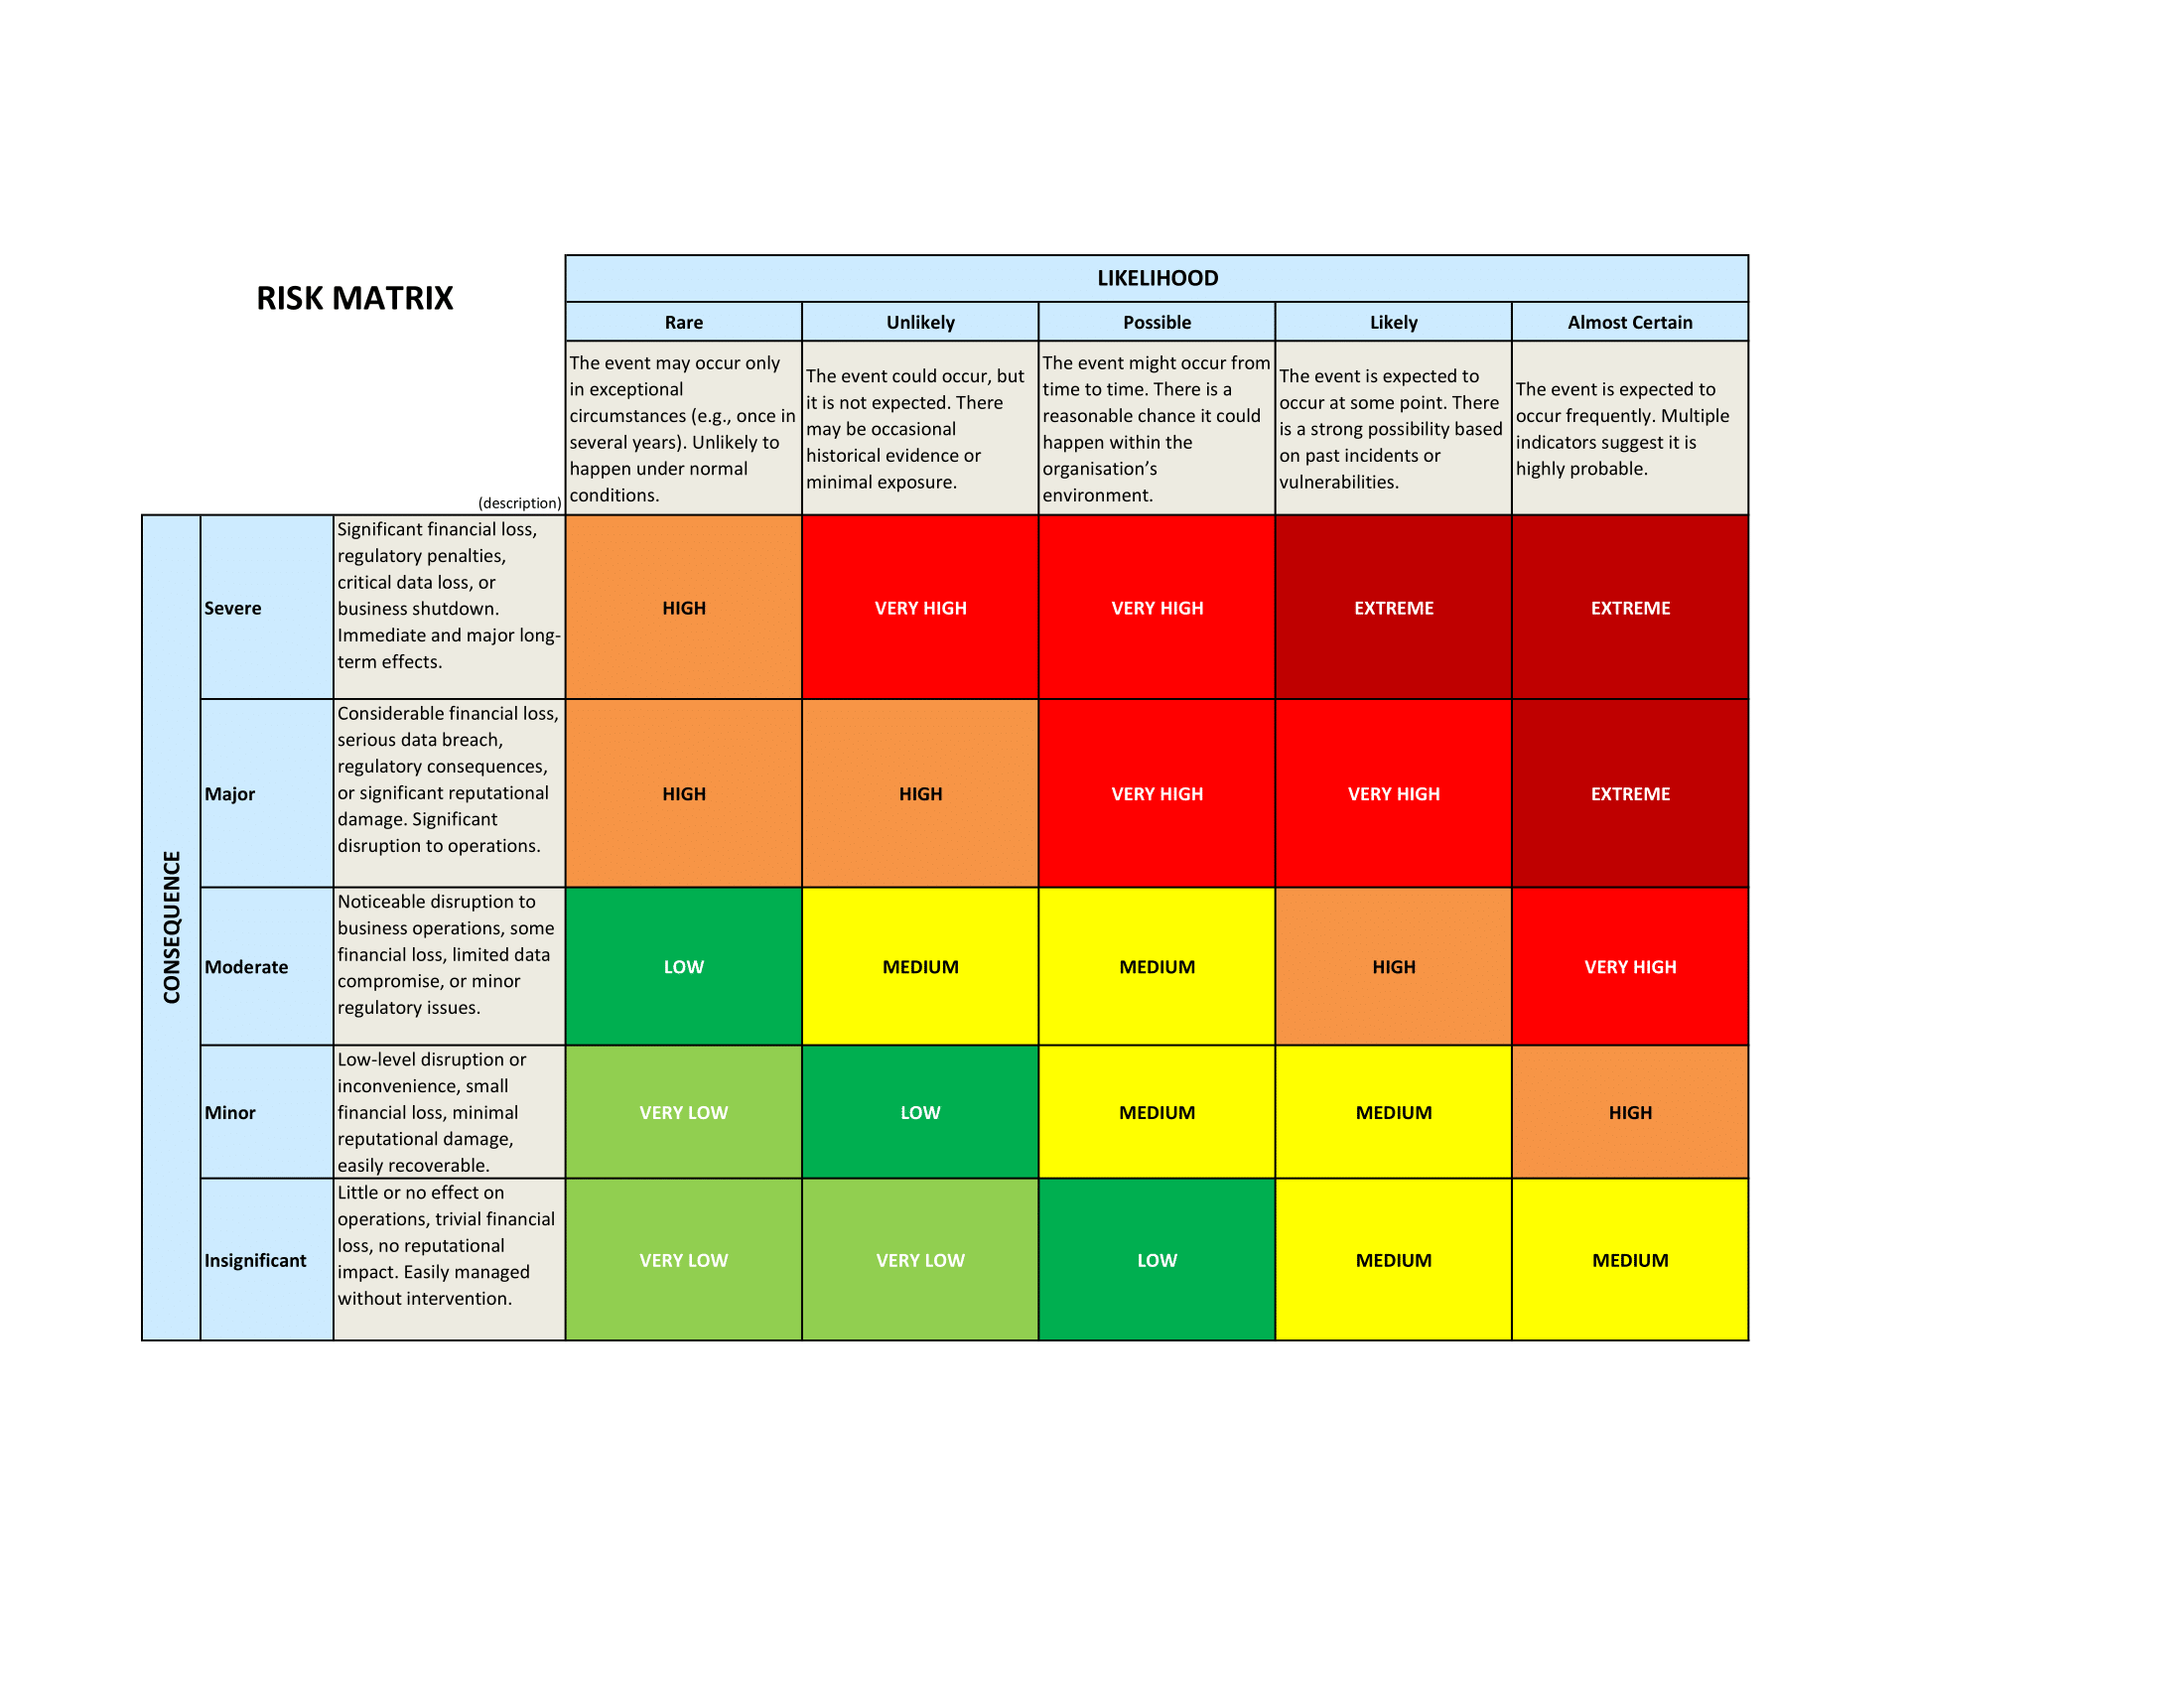 RISK MATRIX
LIKELIHOOD
Rare
Unlikely
Possible
Likely
Almost Certain
(description)
The event may occur only
in exceptional
circumstances (e.g., once in
several years). Unlikely to
happen under normal
conditions.
The event could occur, but
it is not expected. There
may be occasional
historical evidence or
minimal exposure.
The event might occur from
time to time. There is a
reasonable chance it could
happen within the
organisation’s
environment.
The event is expected to
occur at some point. There
is a strong possibility based
on past incidents or
vulnerabilities.
The event is expected to
occur frequently. Multiple
indicators suggest it is
highly probable.
CONSEQUENCE
Severe
Significant financial loss,
regulatory penalties,
critical data loss, or
business shutdown.
Immediate and major long-
term effects.
HIGH
VERY HIGH
VERY HIGH
EXTREME
EXTREME
Major
Considerable financial loss,
serious data breach,
regulatory consequences,
or significant reputational
damage. Significant
disruption to operations.
HIGH
HIGH
VERY HIGH
VERY HIGH
EXTREME
Moderate
Noticeable disruption to
business operations, some
financial loss, limited data
compromise, or minor
regulatory issues.
LOW
MEDIUM
MEDIUM
HIGH
VERY HIGH
Minor
Low-level disruption or
inconvenience, small
financial loss, minimal
reputational damage,
easily recoverable.
VERY LOW
LOW
MEDIUM
MEDIUM
HIGH
Insignificant
Little or no effect on
operations, trivial financial
loss, no reputational
impact. Easily managed
without intervention.
VERY LOW
VERY LOW
LOW
MEDIUM
MEDIUM